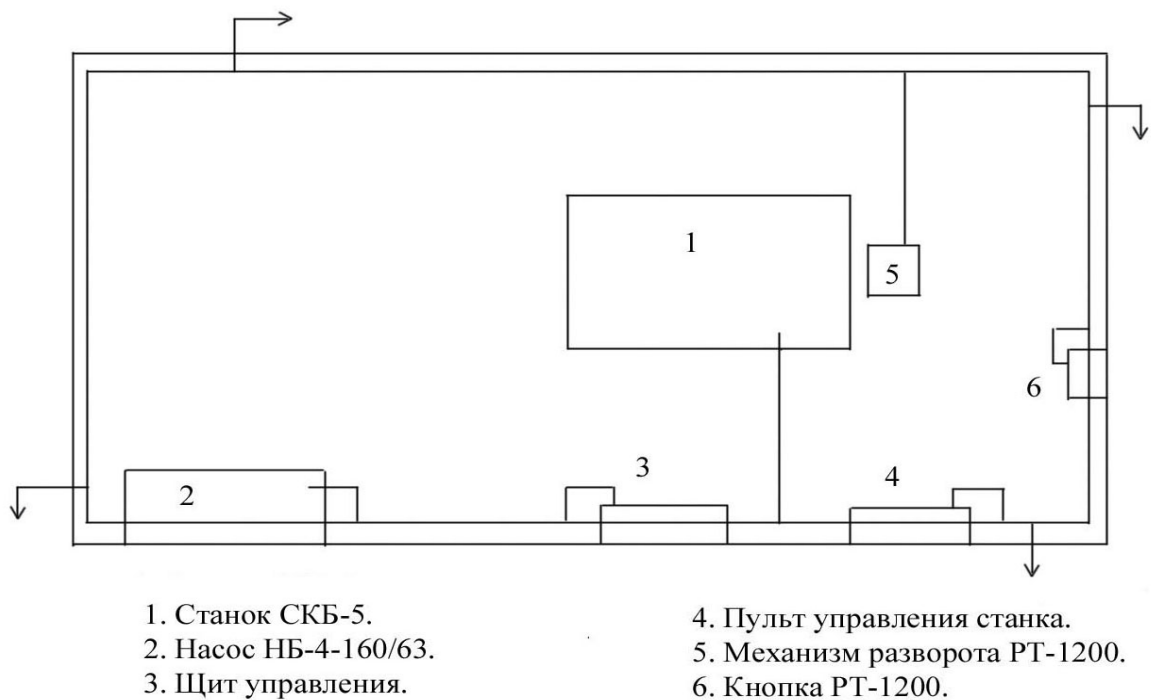 1
5
6
3
4
2
1. Станок СКБ-5.
2. Насос НБ-4-160/63.
3. Щит управления.
4. Пульт управления станка.
5. Механизм разворота РТ-1200.
6. Кнопка РТ-1200.